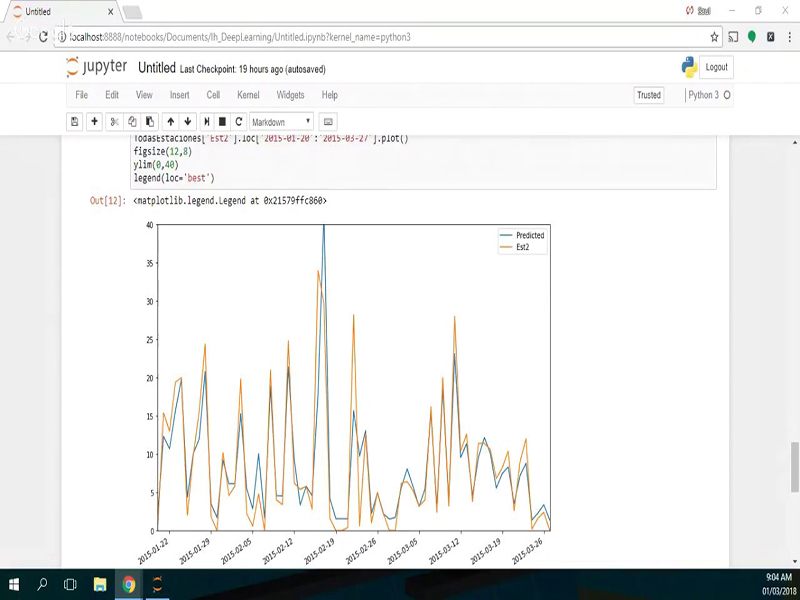 Untitled
Saul
localhost:8888/notebooks/Documents/Ih_DeepLearning/Untitled.ipynb?kernel_name=python3
jupyter Untitled Last Checkpoint: 19 hours ago (autosaved) Logout
File Edit View Insert Cell Kernel Widgets Help Trusted Python 3
Markdown
TodasEstaciones['Est2'].loc['2015-01-20':'2015-03-27'].plot()
figsize(12,8)
ylim(0,40)
legend(loc='best')
Out[12]: <matplotlib.legend.Legend at 0x21579ffc860>
40
Predicted
Est2
35
30
25
20
15
10
5
0
2015-01-22 2015-01-29 2015-02-05 2015-02-12 2015-02-19 2015-02-26 2015-03-05 2015-03-12 2015-03-19 2015-03-26
9:04 AM
01/03/2018